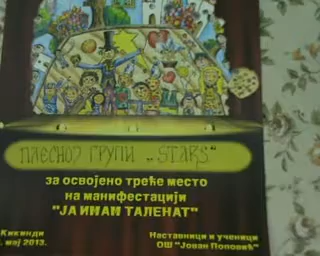 ПЛЕСНОЈ ГРУПИ „STARS“
за освојено треће место
на манифестацији
"ЈА ИМАМ ТАЛЕНАТ"
Кикинди
мај 2013.
Наставници и ученици
ОШ "Јован Поповић"